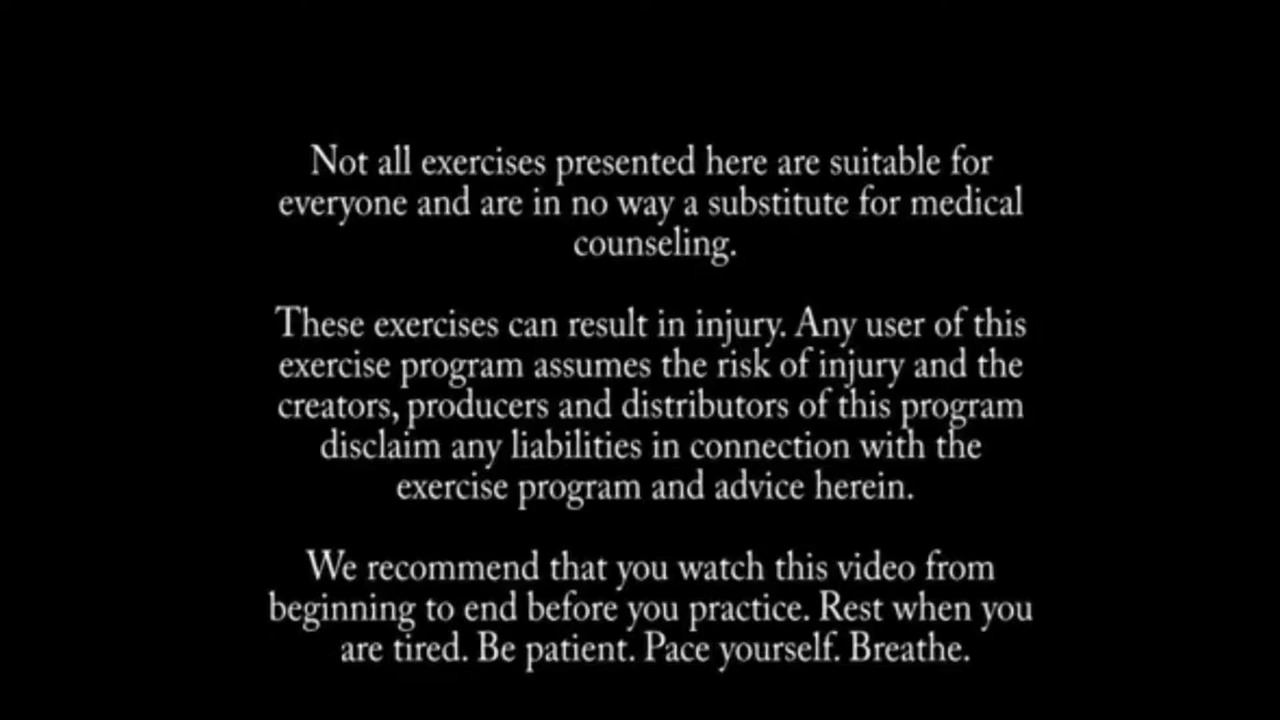 Not all exercises presented here are suitable for
everyone and are in no way a substitute for medical
counseling.
These exercises can result in injury. Any user of this
exercise program assumes the risk of injury and the
creators, producers and distributors of this program
disclaim any liabilities in connection with the
exercise program and advice herein.
We recommend that you watch this video from
beginning to end before you practice. Rest when you
are tired. Be patient. Pace yourself. Breathe.